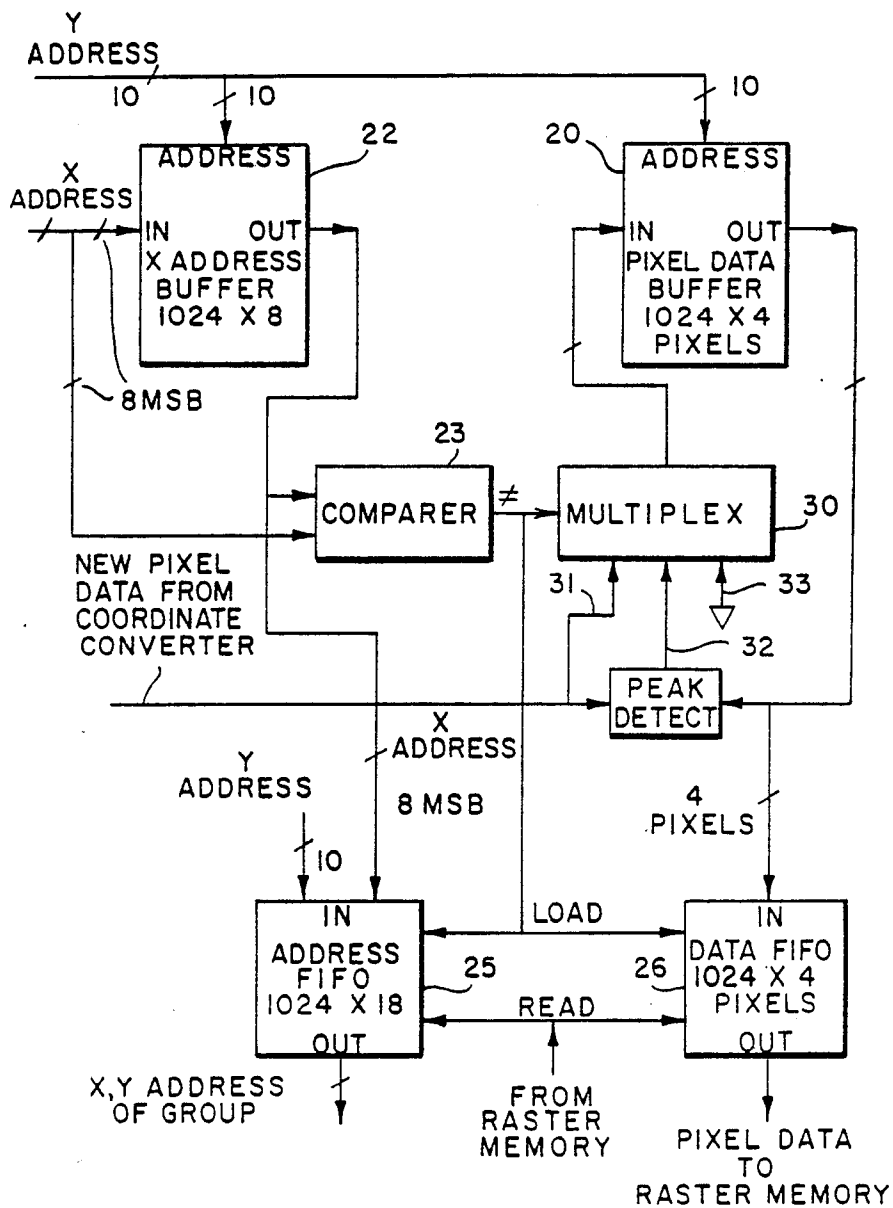 Y
ADDRESS
10
10
10
22
20
ADDRESS
ADDRESS
X
ADDRESS
IN OUT
X ADDRESS
BUFFER
1024 X 8
IN OUT
PIXEL DATA
BUFFER
1024 X 4
PIXELS
8 MSB
23
COMPARER
≠
MULTIPLEX
30
NEW PIXEL
DATA FROM
COORDINATE
CONVERTER
31
33
32
PEAK
DETECT
X
ADDRESS
8 MSB
Y
ADDRESS
10
4
PIXELS
IN
ADDRESS
FIFO
1024 X 18
OUT
25
LOAD
READ
26
IN
DATA FIFO
1024 X 4
PIXELS
OUT
X,Y ADDRESS
OF GROUP
FROM
RASTER
MEMORY
PIXEL DATA
TO
RASTER MEMORY